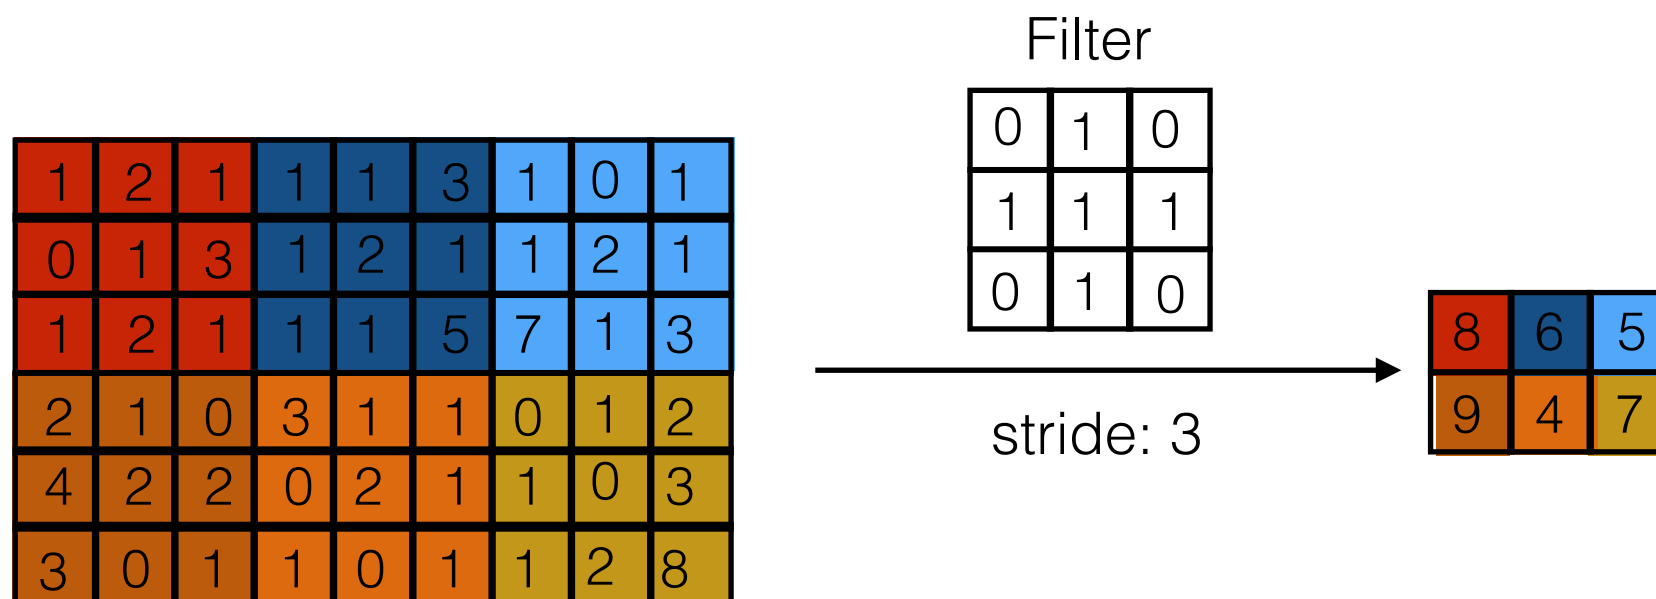 Filter
0 1 0
1 1 1
0 1 0
1 2 1 1 1 3 1 0 1
0 1 3 1 2 1 1 2 1
1 2 1 1 1 5 7 1 3
2 1 0 3 1 1 0 1 2
4 2 2 0 2 1 1 0 3
3 0 1 1 0 1 1 2 8
stride: 3
8 6 5
9 4 7